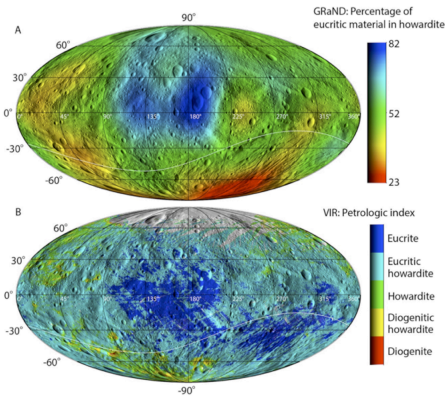 A
90°
GRaND: Percentage of
eucritic material in howardite
60°
30°
0°
-30°
-60°
0° 45° 90° 135° 180° 225° 270° 315° 360°
82
52
23
B
VIR: Petrologic index
60°
30°
0°
-30°
-60°
-90°
0° 45° 90° 135° 180° 225° 270° 315°
Eucrite
Eucritic
howardite
Howardite
Diogenitic
howardite
Diogenite